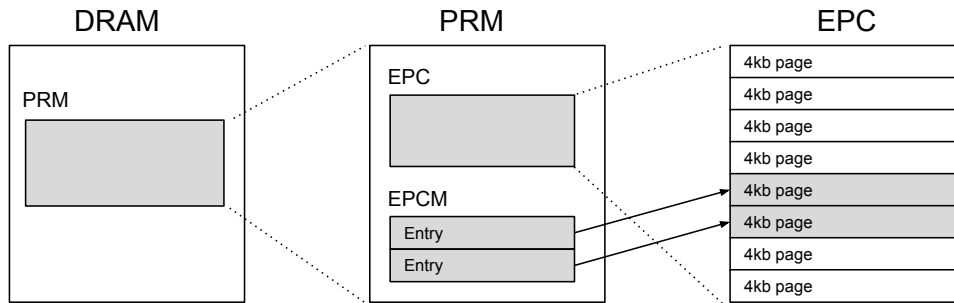 DRAM
PRM
PRM
EPC
EPCM
Entry
Entry
EPC
4kb page
4kb page
4kb page
4kb page
4kb page
4kb page
4kb page
4kb page